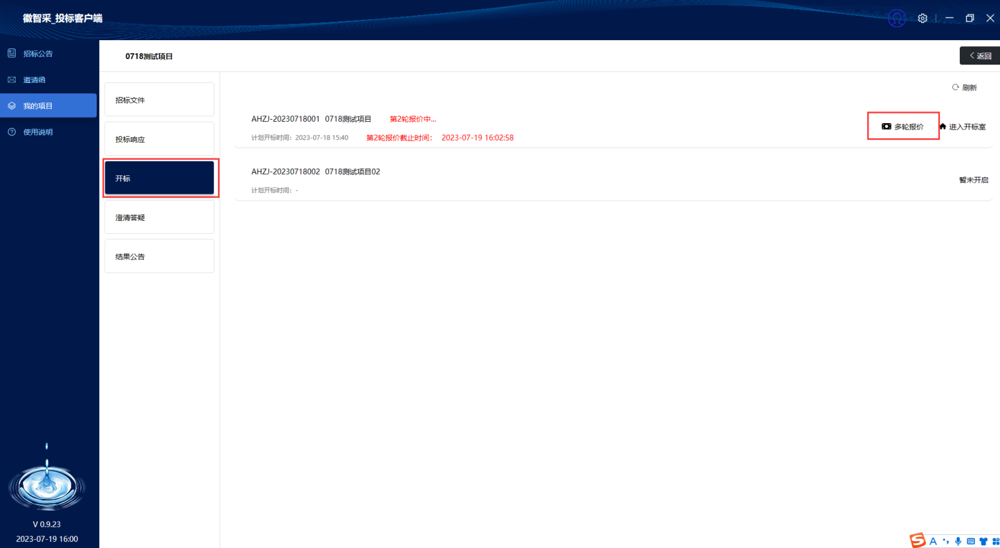 徽智采_投标客户端
招标公告
邀请函
我的项目
使用说明
V 0.9.23
2023-07-19 16:00
0718测试项目
返回
招标文件
投标响应
开标
澄清答疑
结果公告
刷新
AHZJ-20230718001 0718测试项目 第2轮报价中...
计划开标时间：2023-07-18 15:40 第2轮报价截止时间： 2023-07-19 16:02:58
多轮报价 进入开标室
AHZJ-20230718002 0718测试项目02
计划开标时间：-
暂未开启
S A